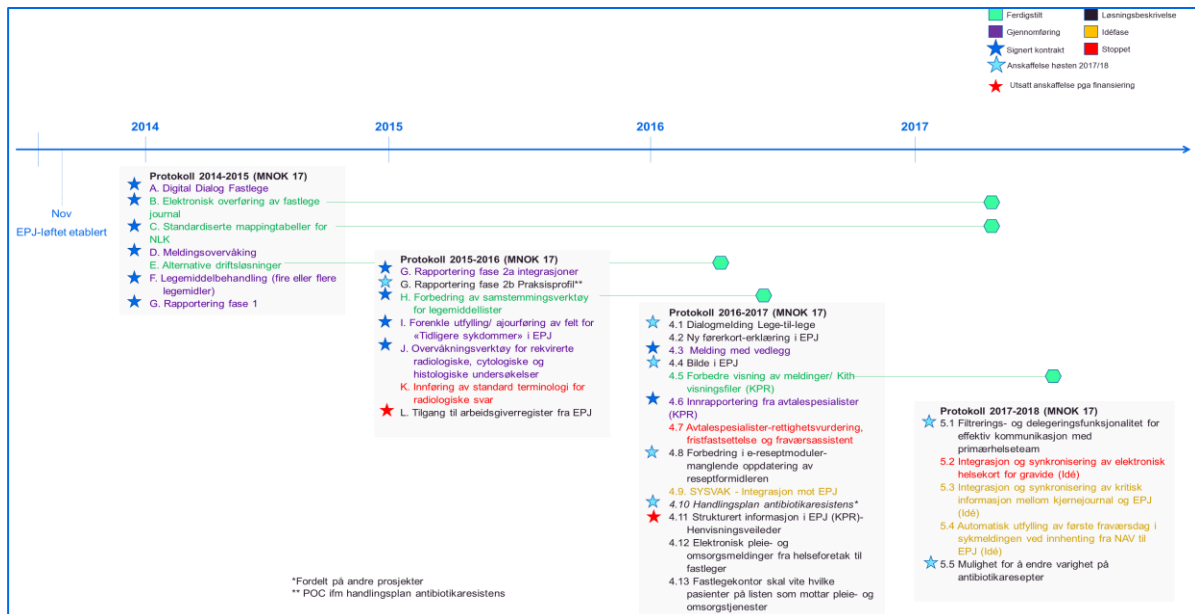 Ferdigstilt
Løsningsbeskrivelse
Gjennomføring
Idéfase
Signert kontrakt
Stoppet
Anskaffelse høsten 2017/18
Utsatt anskaffelse pga finansiering
2014
2015
2016
2017
Nov
EPJ-løftet etablert
Protokoll 2014-2015 (MNOK 17)
A. Digital Dialog Fastlege
B. Elektronisk overføring av fastlege
journal
C. Standardiserte mappingtabeller for
NLK
D. Meldingsovervåking
E. Alternative driftsløsninger
F. Legemiddelbehandling (fire eller flere
legemidler)
G. Rapportering fase 1
Protokoll 2015-2016 (MNOK 17)
G. Rapportering fase 2a integrasjoner
G. Rapportering fase 2b Praksisprofil**
H. Forbedring av samstemmingsverktøy
for legemiddellister
I. Forenkle utfylling/ ajourføring av felt for
«Tidligere sykdommer» i EPJ
J. Overvåkningsverktøy for rekvirerte
radiologiske, cytologiske og
histologiske undersøkelser
K. Innføring av standard terminologi for
radiologiske svar
L. Tilgang til arbeidsgiverregister fra EPJ
Protokoll 2016-2017 (MNOK 17)
4.1 Dialogmelding Lege-til-lege
4.2 Ny førerkort-erklæring i EPJ
4.3 Melding med vedlegg
4.4 Bilde i EPJ
4.5 Forbedre visning av meldinger/ Kith
visningsfiler (KPR)
4.6 Innrapportering fra avtalespesialister
(KPR)
4.7 Avtalespesialister-rettighetsvurdering,
fristfastsettelse og fraværsassistent
4.8 Forbedring i e-reseptmoduler-
manglende oppdatering av
reseptformidleren
4.9. SYSVAK - Integrasjon mot EPJ
4.10 Handlingsplan antibiotikaresistens*
4.11 Strukturert informasjon i EPJ (KPR)-
Henvisningsveileder
4.12 Elektronisk pleie- og
omsorgsmeldinger fra helseforetak til
fastleger
4.13 Fastlegekontor skal vite hvilke
pasienter på listen som mottar pleie- og
omsorgstjenester
Protokoll 2017-2018 (MNOK 17)
5.1 Filtrerings- og delegeringsfunksjonalitet for
effektiv kommunikasjon med
primærhelseteam
5.2 Integrasjon og synkronisering av elektronisk
helsekort for gravide (Idé)
5.3 Integrasjon og synkronisering av kritisk
informasjon mellom kjernejournal og EPJ
(Idé)
5.4 Automatisk utfylling av første fraværsdag i
sykmeldingen ved innhenting fra NAV til
EPJ (Idé)
5.5 Mulighet for å endre varighet på
antibiotikaresepter
*Fordelt på andre prosjekter
** POC ifm handlingsplan antibiotikaresistens